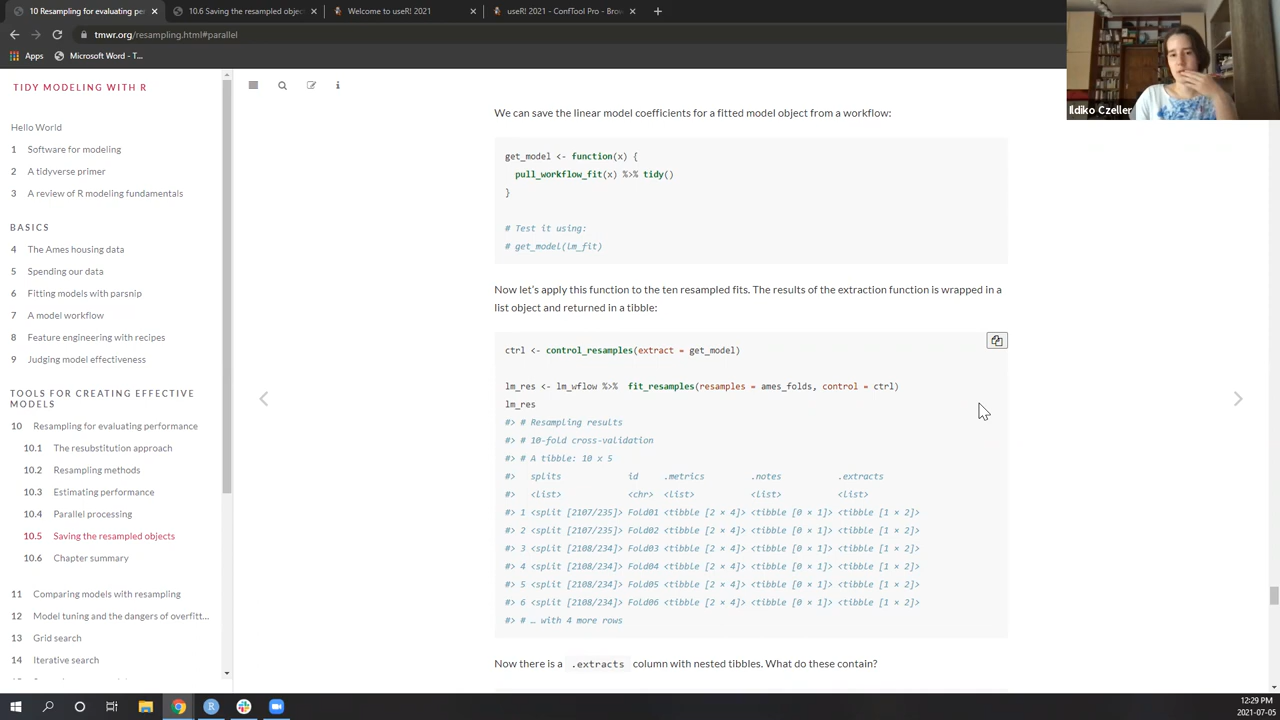 10 Resampling for evaluating per
10.6 Saving the resampled objec
Welcome to useR! 2021
useR! 2021 - ConfTool Pro - Brow
tmwr.org/resampling.html#parallel
Apps
Microsoft Word - T...
Ildiko Czeller
TIDY MODELING WITH R
Hello World
1 Software for modeling
2 A tidyverse primer
3 A review of R modeling fundamentals
BASICS
4 The Ames housing data
5 Spending our data
6 Fitting models with parsnip
7 A model workflow
8 Feature engineering with recipes
9 Judging model effectiveness
TOOLS FOR CREATING EFFECTIVE
MODELS
10 Resampling for evaluating performance
10.1 The resubstitution approach
10.2 Resampling methods
10.3 Estimating performance
10.4 Parallel processing
10.5 Saving the resampled objects
10.6 Chapter summary
11 Comparing models with resampling
12 Model tuning and the dangers of overfitt...
13 Grid search
14 Iterative search
We can save the linear model coefficients for a fitted model object from a workflow:
get_model <- function(x) {
pull_workflow_fit(x) %>% tidy()
}
# Test it using:
# get_model(lm_fit)
Now let's apply this function to the ten resampled fits. The results of the extraction function is wrapped in a
list object and returned in a tibble:
ctrl <- control_resamples(extract = get_model)
lm_res <- lm_wflow %>% fit_resamples(resamples = ames_folds, control = ctrl)
lm_res
#> # Resampling results
#> # 10-fold cross-validation
#> # A tibble: 10 x 5
#> splits id .metrics .notes .extracts
#> <list> <chr> <list> <list> <list>
#> 1 <split [2107/235]> Fold01 <tibble [2 × 4]> <tibble [0 × 1]> <tibble [1 × 2]>
#> 2 <split [2107/235]> Fold02 <tibble [2 × 4]> <tibble [0 × 1]> <tibble [1 × 2]>
#> 3 <split [2108/234]> Fold03 <tibble [2 × 4]> <tibble [0 × 1]> <tibble [1 × 2]>
#> 4 <split [2108/234]> Fold04 <tibble [2 × 4]> <tibble [0 × 1]> <tibble [1 × 2]>
#> 5 <split [2108/234]> Fold05 <tibble [2 × 4]> <tibble [0 × 1]> <tibble [1 × 2]>
#> 6 <split [2108/234]> Fold06 <tibble [2 × 4]> <tibble [0 × 1]> <tibble [1 × 2]>
#> # … with 4 more rows
Now there is a .extracts column with nested tibbles. What do these contain?
12:29 PM
2021-07-05